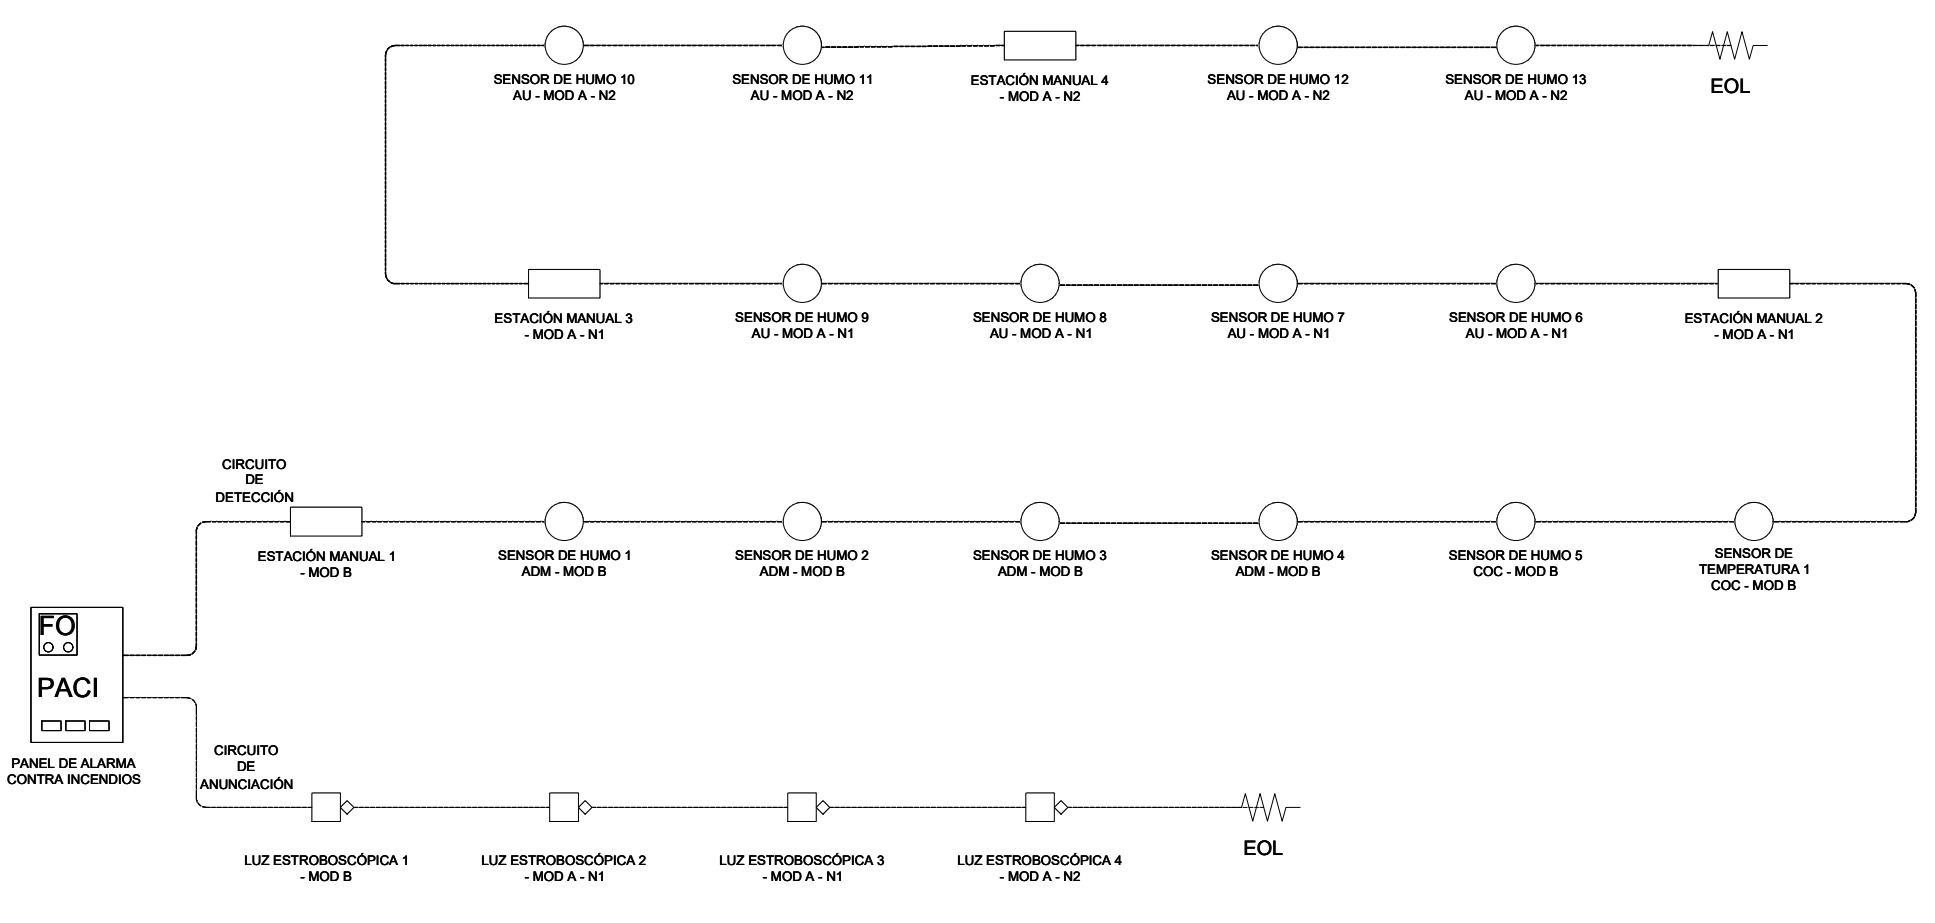 SENSOR DE HUMO 10
AU - MOD A - N2
SENSOR DE HUMO 11
AU - MOD A - N2
ESTACIÓN MANUAL 4
- MOD A - N2
SENSOR DE HUMO 12
AU - MOD A - N2
SENSOR DE HUMO 13
AU - MOD A - N2
EOL
ESTACIÓN MANUAL 3
- MOD A - N1
SENSOR DE HUMO 9
AU - MOD A - N1
SENSOR DE HUMO 8
AU - MOD A - N1
SENSOR DE HUMO 7
AU - MOD A - N1
SENSOR DE HUMO 6
AU - MOD A - N1
ESTACIÓN MANUAL 2
- MOD A - N1
CIRCUITO
DE
DETECCIÓN
ESTACIÓN MANUAL 1
- MOD B
SENSOR DE HUMO 1
ADM - MOD B
SENSOR DE HUMO 2
ADM - MOD B
SENSOR DE HUMO 3
ADM - MOD B
SENSOR DE HUMO 4
ADM - MOD B
SENSOR DE HUMO 5
COC - MOD B
SENSOR DE
TEMPERATURA 1
COC - MOD B
FO
PACI
PANEL DE ALARMA
CONTRA INCENDIOS
CIRCUITO
DE
ANUNCIACIÓN
LUZ ESTROBOSCÓPICA 1
- MOD B
LUZ ESTROBOSCÓPICA 2
- MOD A - N1
LUZ ESTROBOSCÓPICA 3
- MOD A - N1
LUZ ESTROBOSCÓPICA 4
- MOD A - N2
EOL